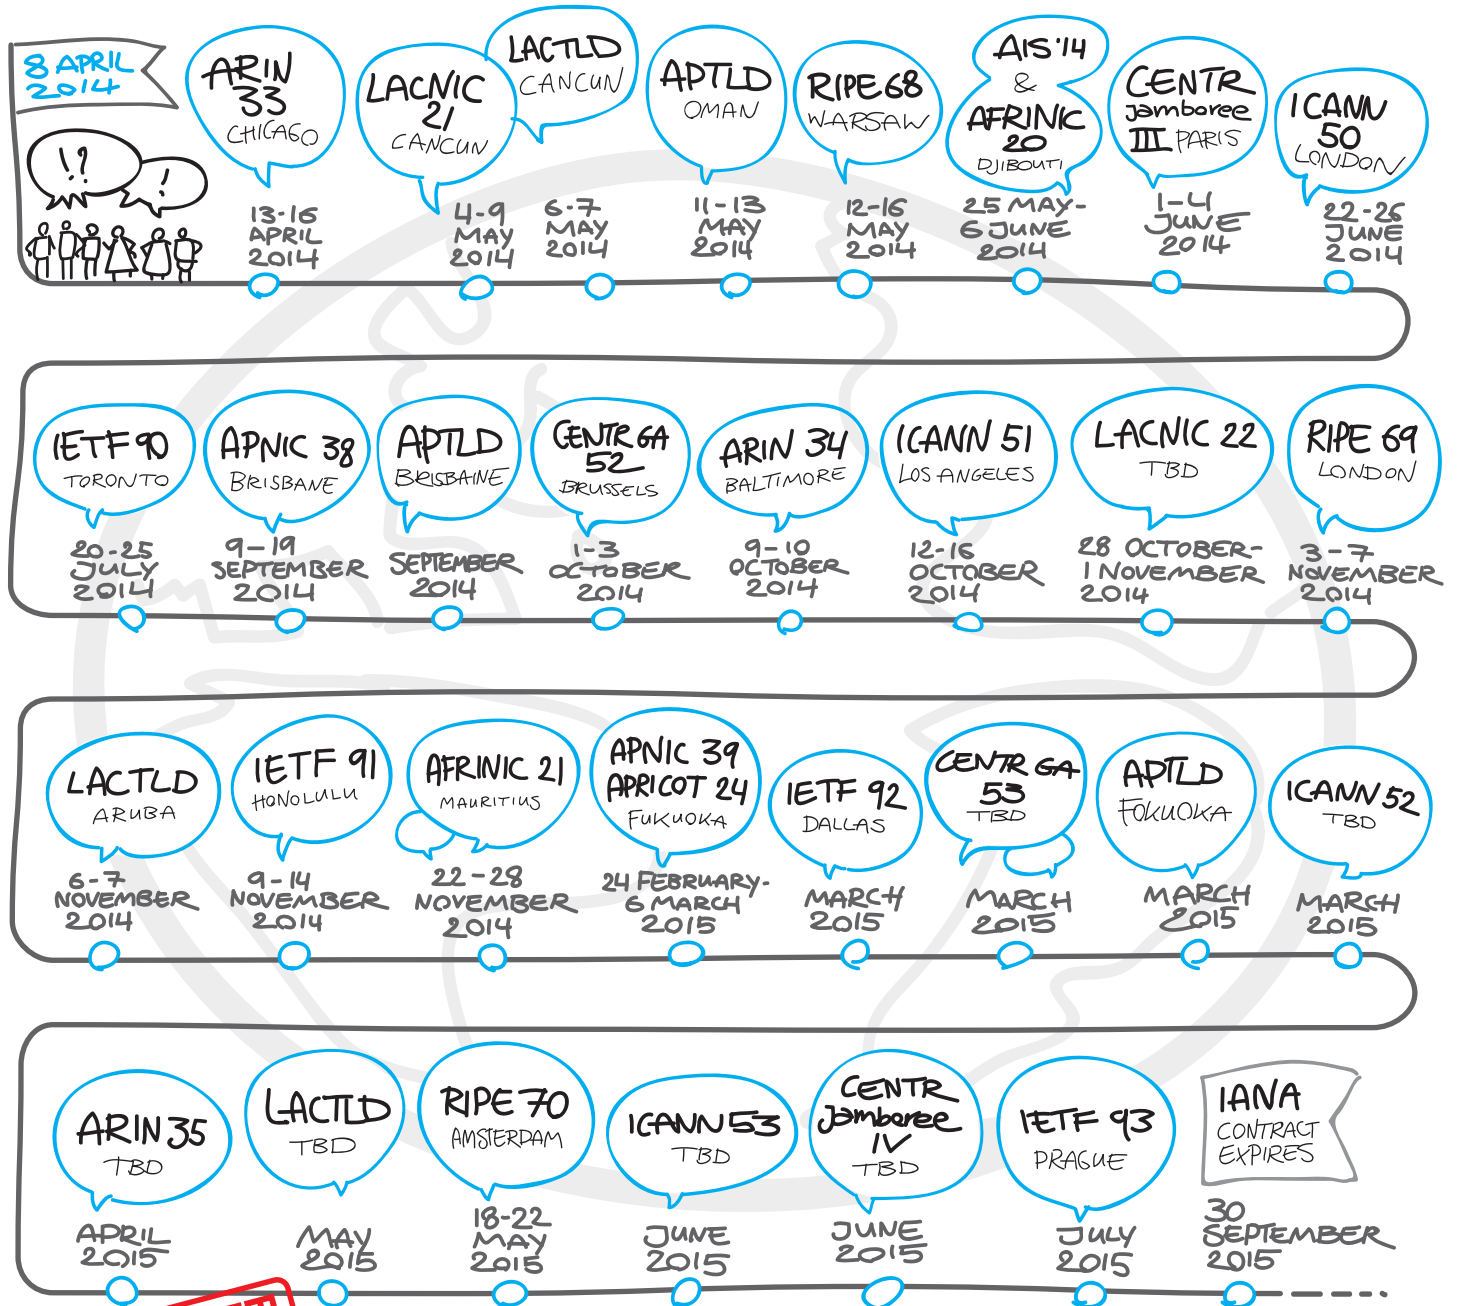 8 APRIL
2014
!?
!
ARIN
33
CHICAGO
13-16
APRIL
2014
LACNIC
21
CANCUN
4-9
MAY
2014
LACTLD
CANCUN
6-7
MAY
2014
APTLD
OMAN
11-13
MAY
2014
RIPE 68
WARSAW
12-16
MAY
2014
AIS'14
&
AFRINIC
20
DJIBOUTI
25 MAY-
6 JUNE
2014
CENTR
Jamboree
III PARIS
1-4
JUNE
2014
ICANN
50
LONDON
22-26
JUNE
2014
IETF 90
TORONTO
20-25
JULY
2014
APNIC 38
BRISBANE
9-19
SEPTEMBER
2014
APTLD
BRISBAINE
SEPTEMBER
2014
CENTR GA
52
BRUSSELS
1-3
OCTOBER
2014
ARIN 34
BALTIMORE
9-10
OCTOBER
2014
ICANN 51
LOS ANGELES
12-16
OCTOBER
2014
LACNIC 22
TBD
28 OCTOBER-
1 NOVEMBER
2014
RIPE 69
LONDON
3-7
NOVEMBER
2014
LACTLD
ARUBA
6-7
NOVEMBER
2014
IETF 91
HONOLULU
9-14
NOVEMBER
2014
AFRINIC 21
MAURITIUS
22-28
NOVEMBER
2014
APNIC 39
APRICOT 24
FUKUOKA
24 FEBRUARY-
6 MARCH
2015
IETF 92
DALLAS
MARCH
2015
CENTR GA
53
TBD
MARCH
2015
APTLD
FOKUOKA
MARCH
2015
ICANN 52
TBD
MARCH
2015
ARIN 35
TBD
APRIL
2015
LACTLD
TBD
MAY
2015
RIPE 70
AMSTERDAM
18-22
MAY
2015
ICANN 53
TBD
JUNE
2015
CENTR
Jamboree
IV
TBD
JUNE
2015
IETF 93
PRAGUE
JULY
2015
IANA
CONTRACT
EXPIRES
30
SEPTEMBER
2015